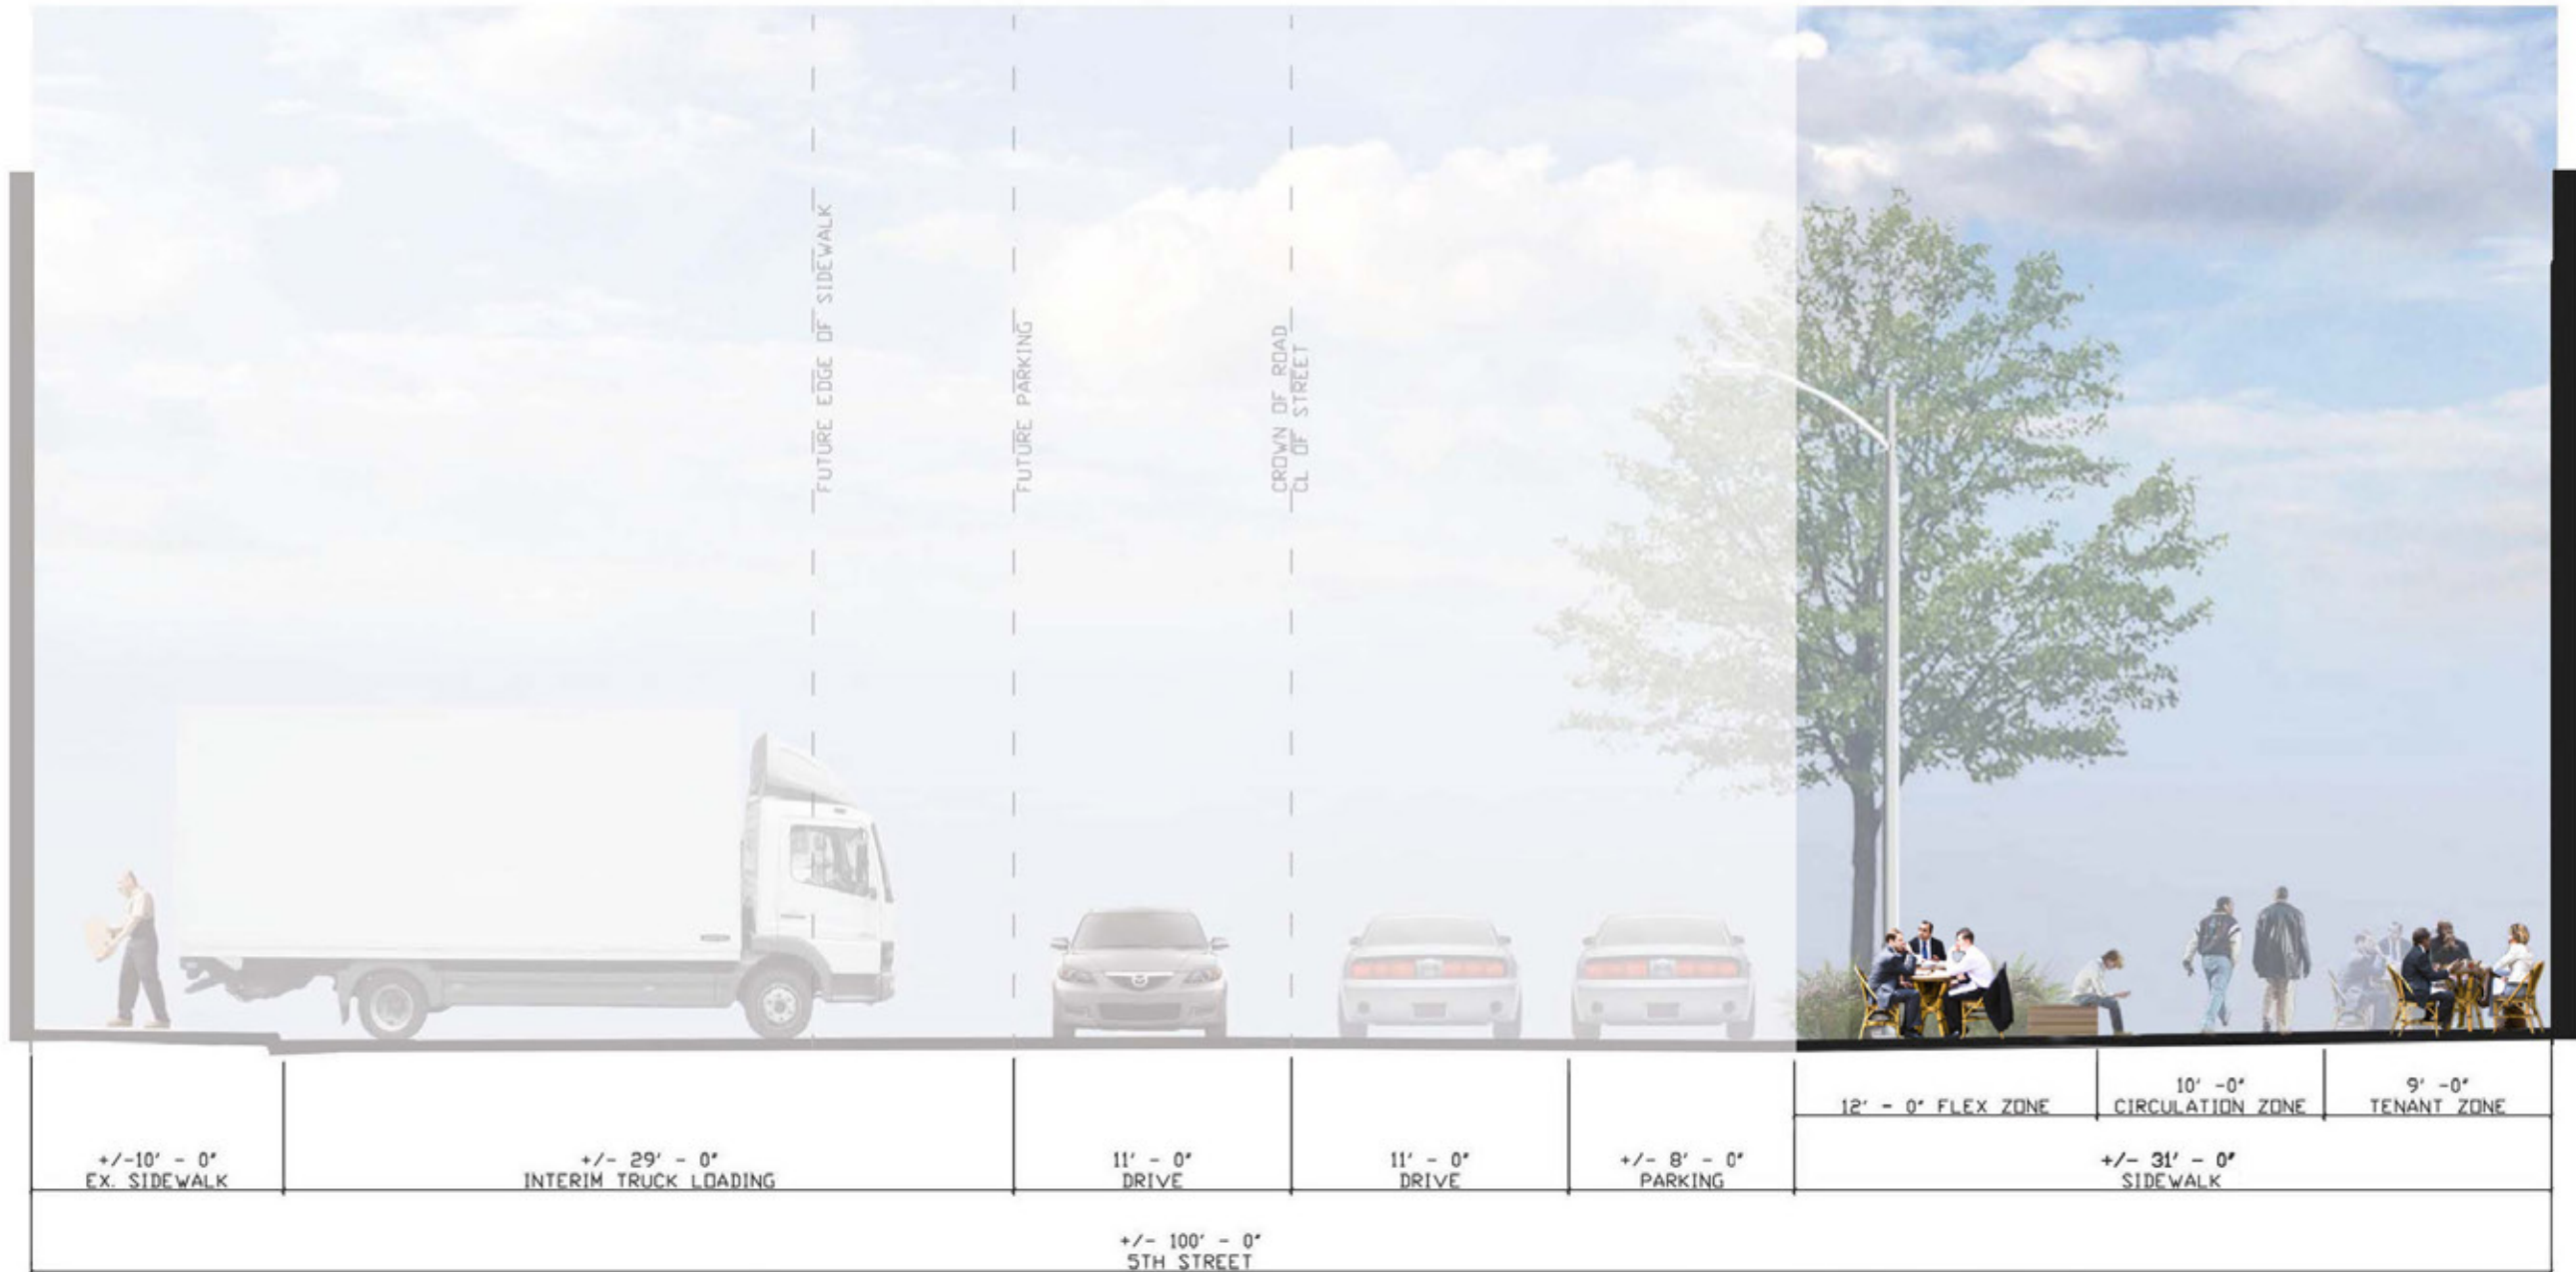 FUTURE EDGE OF SIDEWALK
FUTURE PARKING
CROWN OF ROAD
CL OF STREET
12' - 0" FLEX ZONE
10' -0"
CIRCULATION ZONE
9' -0"
TENANT ZONE
+/-10' - 0"
EX. SIDEWALK
+/- 29' - 0"
INTERIM TRUCK LOADING
11' - 0"
DRIVE
11' - 0"
DRIVE
+/- 8' - 0"
PARKING
+/- 31' - 0"
SIDEWALK
+/- 100' - 0"
5TH STREET